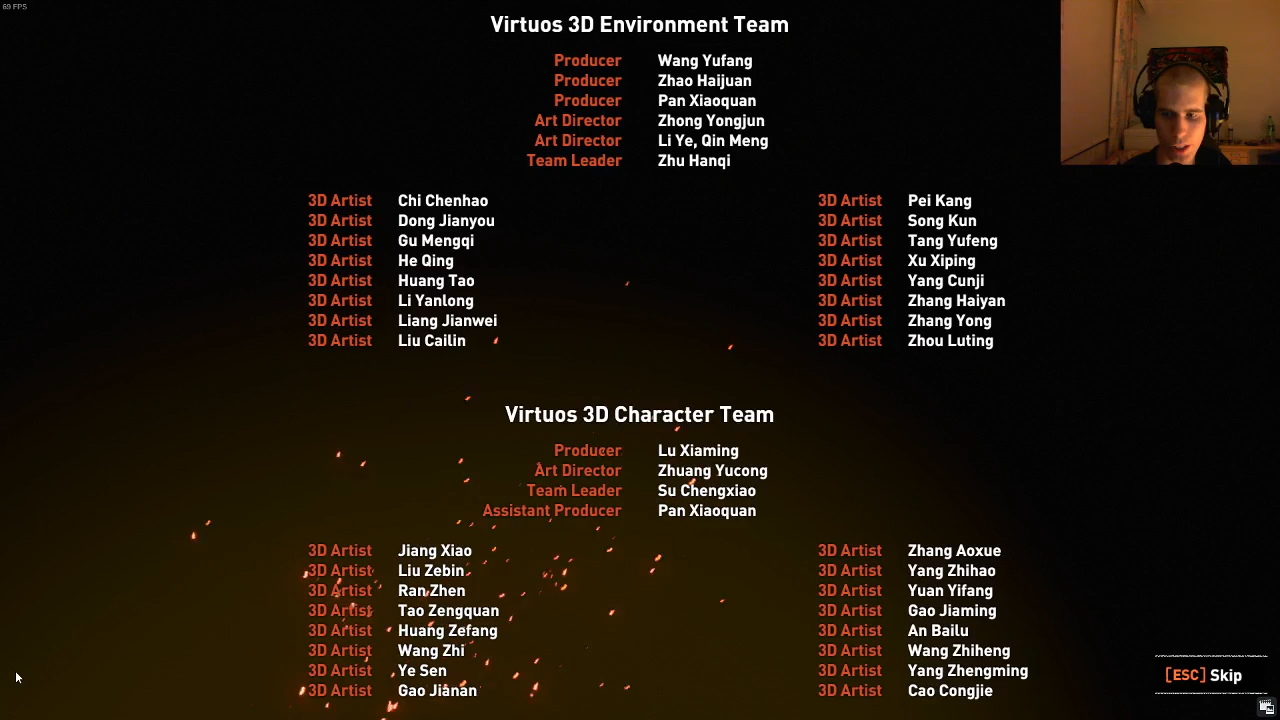 69 FPS
Virtuos 3D Environment Team
Producer Wang Yufang
Producer Zhao Haijuan
Producer Pan Xiaoquan
Art Director Zhong Yongjun
Art Director Li Ye, Qin Meng
Team Leader Zhu Hanqi
3D Artist Chi Chenhao 3D Artist Pei Kang
3D Artist Dong Jianyou 3D Artist Song Kun
3D Artist Gu Mengqi 3D Artist Tang Yufeng
3D Artist He Qing 3D Artist Xu Xiping
3D Artist Huang Tao 3D Artist Yang Cunji
3D Artist Li Yanlong 3D Artist Zhang Haiyan
3D Artist Liang Jianwei 3D Artist Zhang Yong
3D Artist Liu Cailin 3D Artist Zhou Luting
Virtuos 3D Character Team
Producer Lu Xiaming
Art Director Zhuang Yucong
Team Leader Su Chengxiao
Assistant Producer Pan Xiaoquan
3D Artist Jiang Xiao 3D Artist Zhang Aoxue
3D Artist Liu Zebin 3D Artist Yang Zhihao
3D Artist Ran Zhen 3D Artist Yuan Yifang
3D Artist Tao Zengquan 3D Artist Gao Jiaming
3D Artist Huang Zefang 3D Artist An Bailu
3D Artist Wang Zhi 3D Artist Wang Zhiheng
3D Artist Ye Sen 3D Artist Yang Zhengming
3D Artist Gao Jianan 3D Artist Cao Congjie
[ESC] Skip